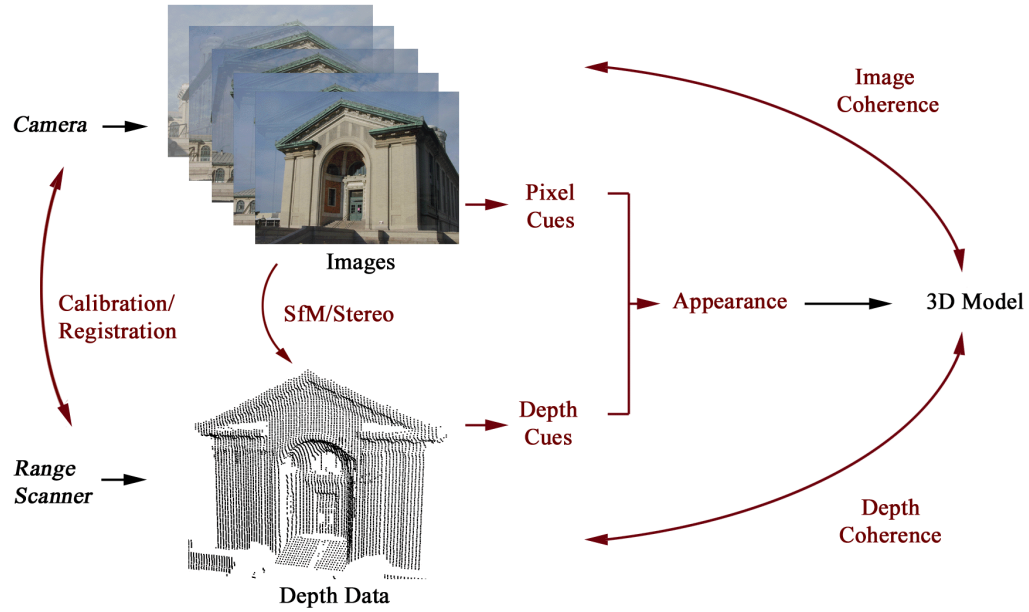 Camera
Images
Calibration/
Registration
SfM/Stereo
Range
Scanner
Depth Data
Pixel
Cues
Depth
Cues
Appearance
3D Model
Image
Coherence
Depth
Coherence